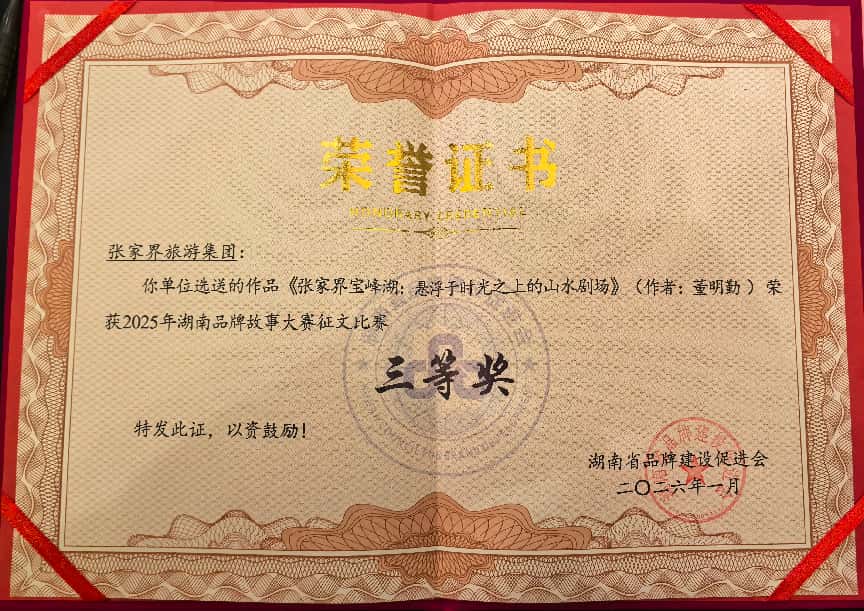 荣誉证书
HONORARY CREDENTIAL
张家界旅游集团：
你单位选送的作品《张家界宝峰湖：悬浮于时光之上的山水剧场》（作者：董明勤）荣
获2025年湖南品牌故事大赛征文比赛
三等奖
特发此证，以资鼓励！
湖南省品牌建设促进会
二〇二六年一月